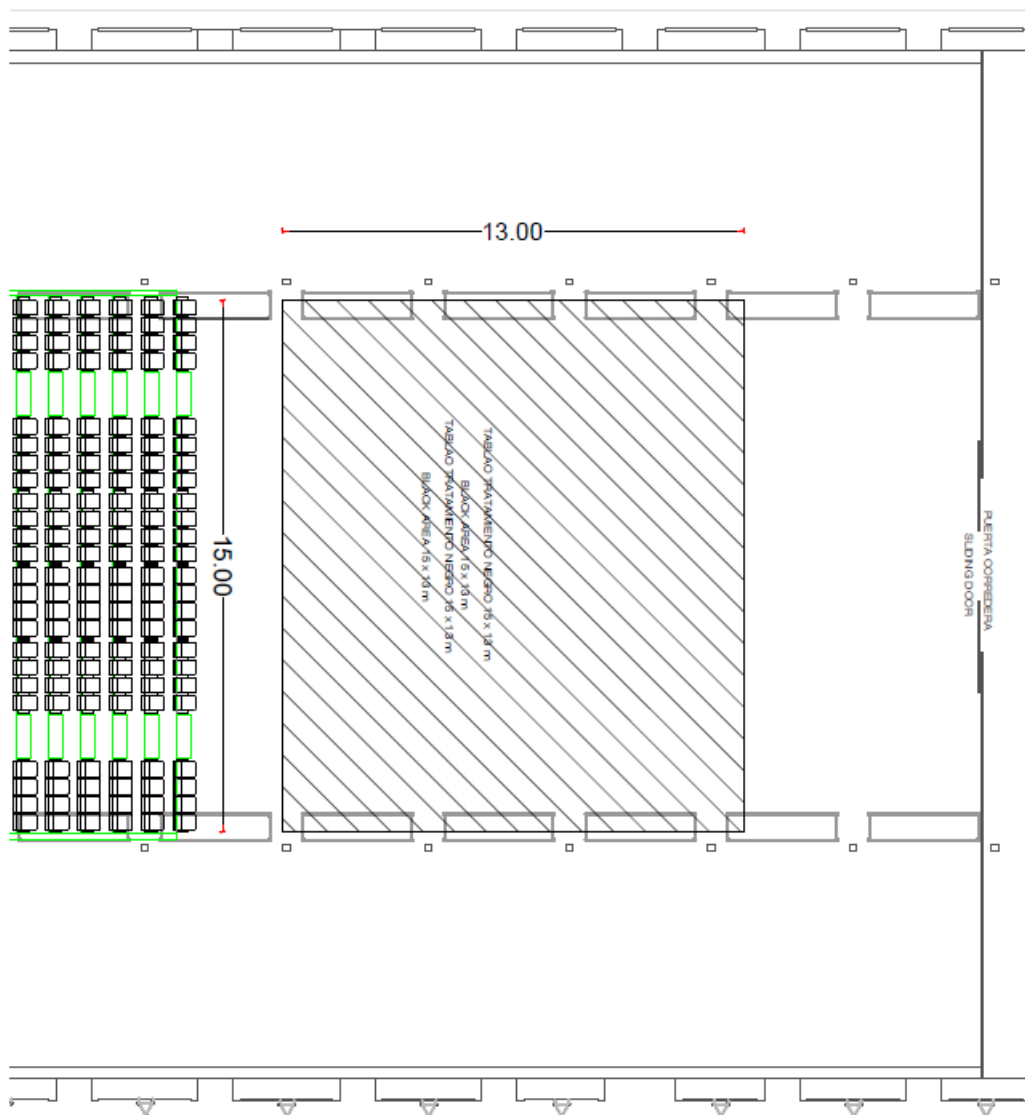 13.00
15.00
TABLAO TRATAMIENTO NEGRO 15 x 13 m
BLACK AREA 15 x 13 m
TABLAO TRATAMIENTO NEGRO 15 x 13 m
BLACK AREA 15 x 13 m
PUERTA CORREDERA
SLIDING DOOR